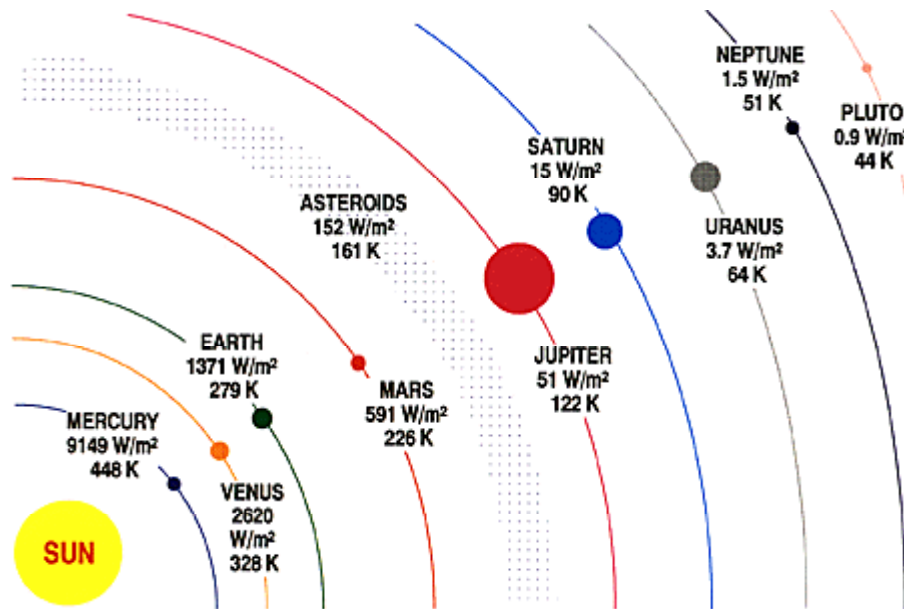 SUN
MERCURY
9149 W/m²
448 K
VENUS
2620
W/m²
328 K
EARTH
1371 W/m²
279 K
MARS
591 W/m²
226 K
ASTEROIDS
152 W/m²
161 K
JUPITER
51 W/m²
122 K
SATURN
15 W/m²
90 K
URANUS
3.7 W/m²
64 K
NEPTUNE
1.5 W/m²
51 K
PLUTO
0.9 W/m²
44 K